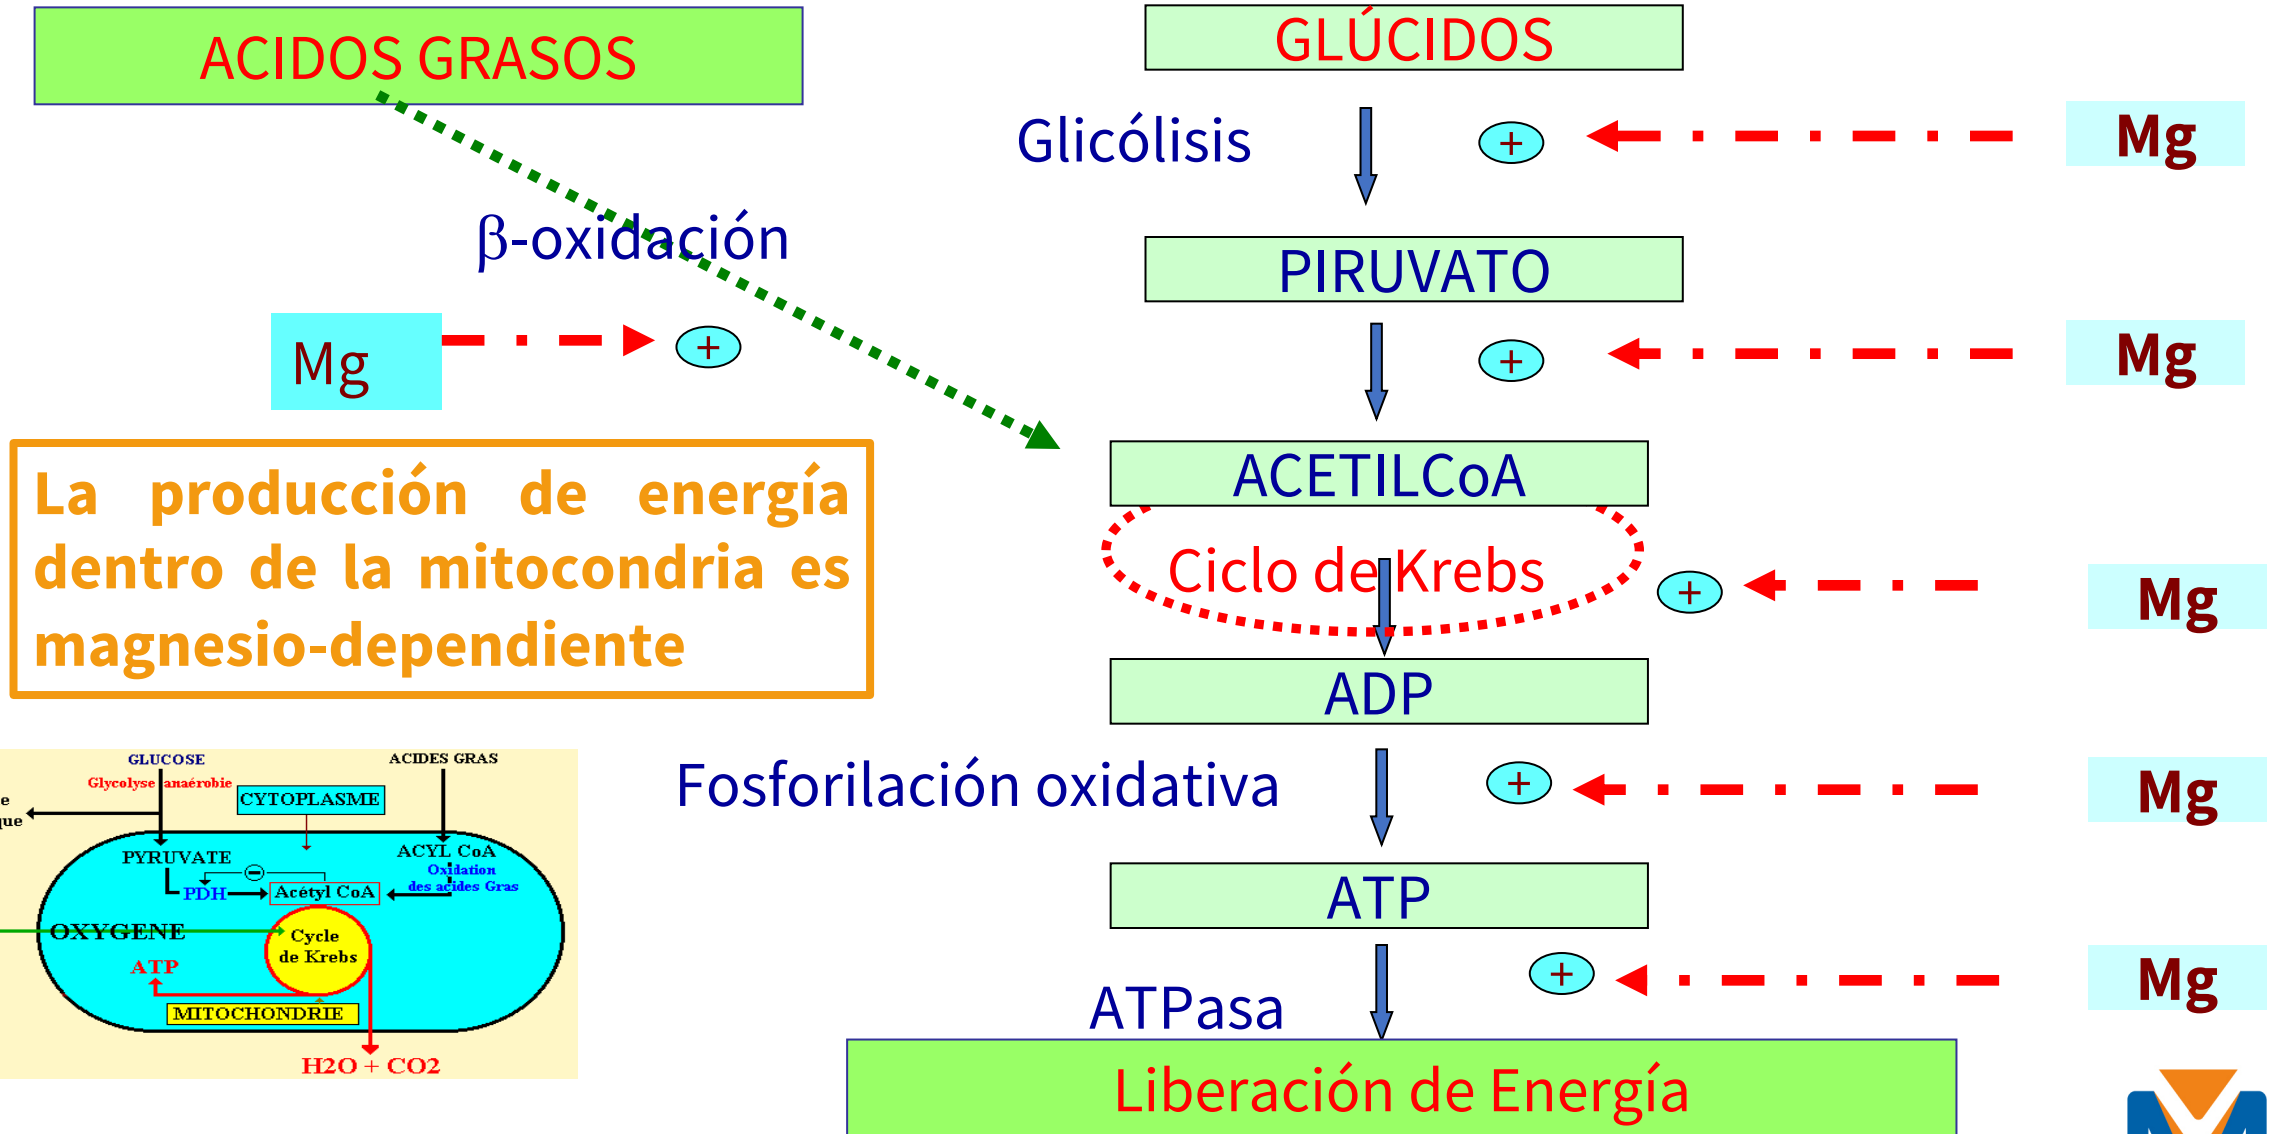 ACIDOS GRASOS
GLÚCIDOS
Glicólisis
+
Mg
β-oxidación
PIRUVATO
Mg
+
+
Mg
ACETILCoA
La producción de energía
dentro de la mitocondria es
magnesio-dependiente
Ciclo de Krebs
+
Mg
ADP
Fosforilación oxidativa
+
Mg
ATP
ATPasa
+
Mg
Liberación de Energía
GLUCOSE
ACIDES GRAS
Glycolyse anaérobie
CYTOPLASME
e
que
PYRUVATE
ACYL CoA
Oxidation
des acides Gras
PDH
Acétyl CoA
OXYGENE
Cycle
de Krebs
ATP
MITOCHONDRIE
H2O + CO2